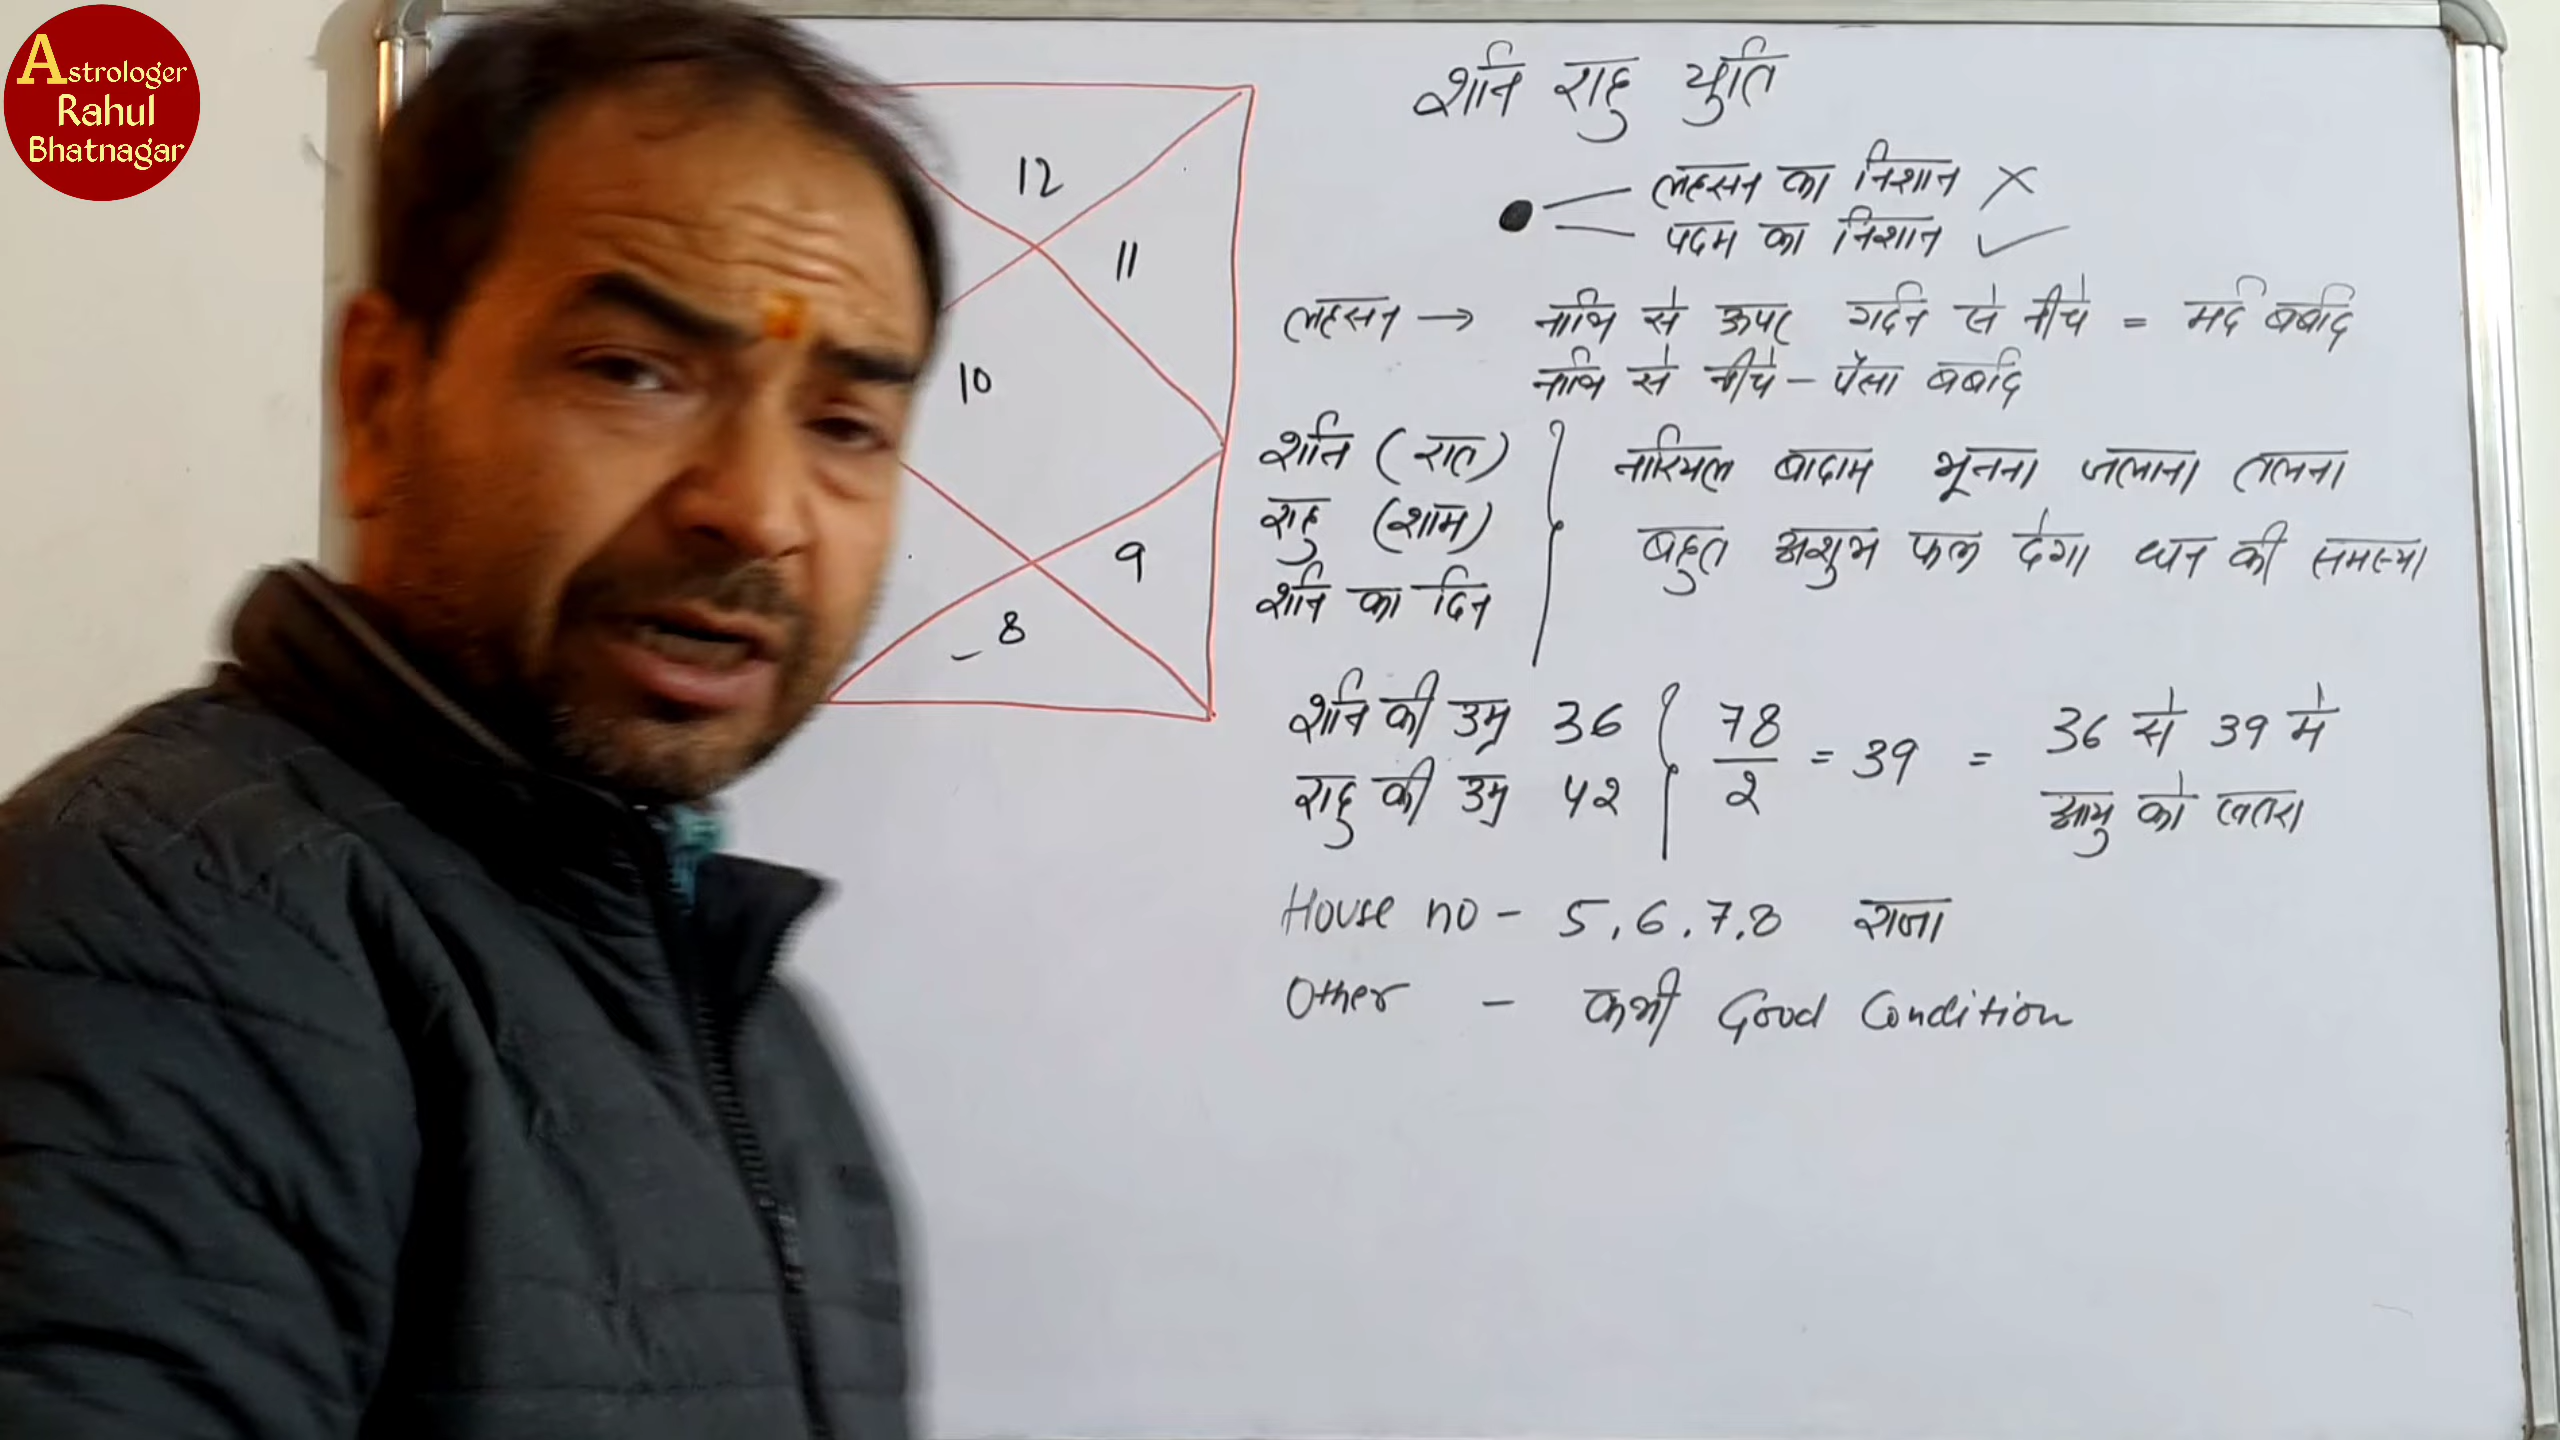 Astrologer
Rahul
Bhatnagar
12
11
10
9
8
शनि राहु युति
लहसन का निशान ✗
पदम का निशान ✓
लहसन → नाभि से ऊपर गर्दन से नीचे = मर्द बर्बाद
नाभि से नीचे - पैसा बर्बाद
शनि (रात) } नारियल बादाम भूनना जलाना तलना
राहु (शाम) बहुत अशुभ फल देगा धन की समस्या
शनि का दिन
शनि की उम्र 36 } 78/2 = 39 = 36 से 39 मे
राहु की उम्र 42 आयु को खतरा
House no - 5, 6, 7, 8 राजा
Other - कभी Good Condition